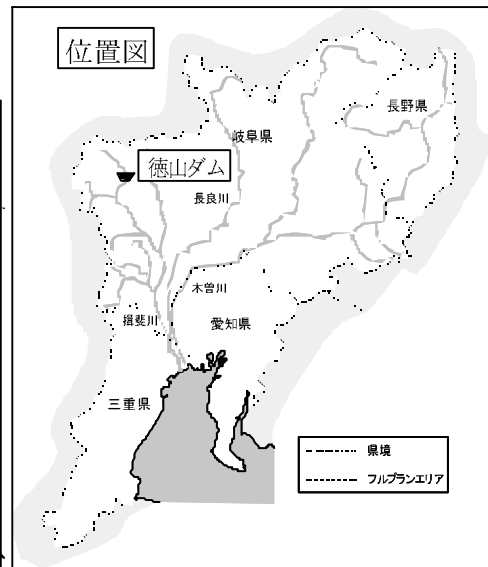 位置図
長野県
岐阜県
徳山ダム
長良川
木曽川
揖斐川
愛知県
三重県
県境
フルプランエリア